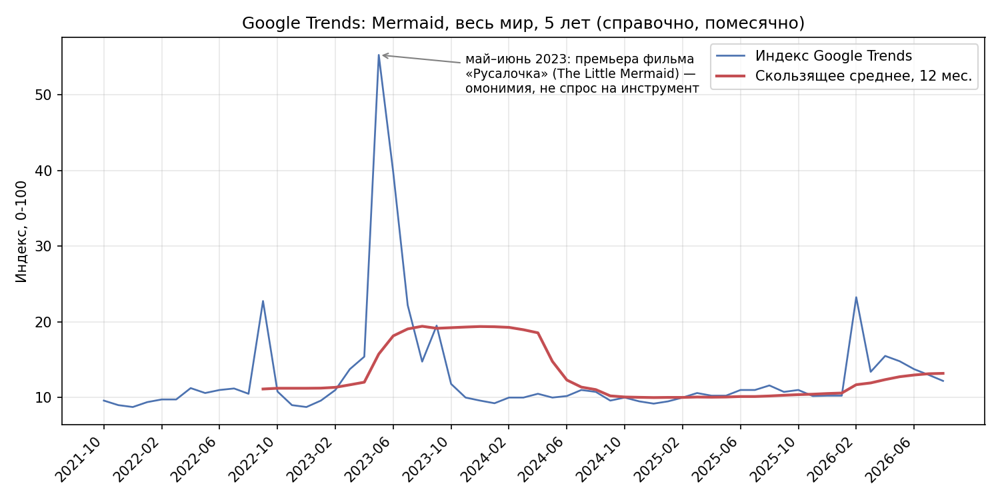 Google Trends: Mermaid, весь мир, 5 лет (справочно, помесячно)
май–июнь 2023: премьера фильма
«Русалочка» (The Little Mermaid) —
омонимия, не спрос на инструмент
Индекс Google Trends
Скользящее среднее, 12 мес.
Индекс, 0-100
50
40
30
20
10
2021-10
2022-02
2022-06
2022-10
2023-02
2023-06
2023-10
2024-02
2024-06
2024-10
2025-02
2025-06
2025-10
2026-02
2026-06